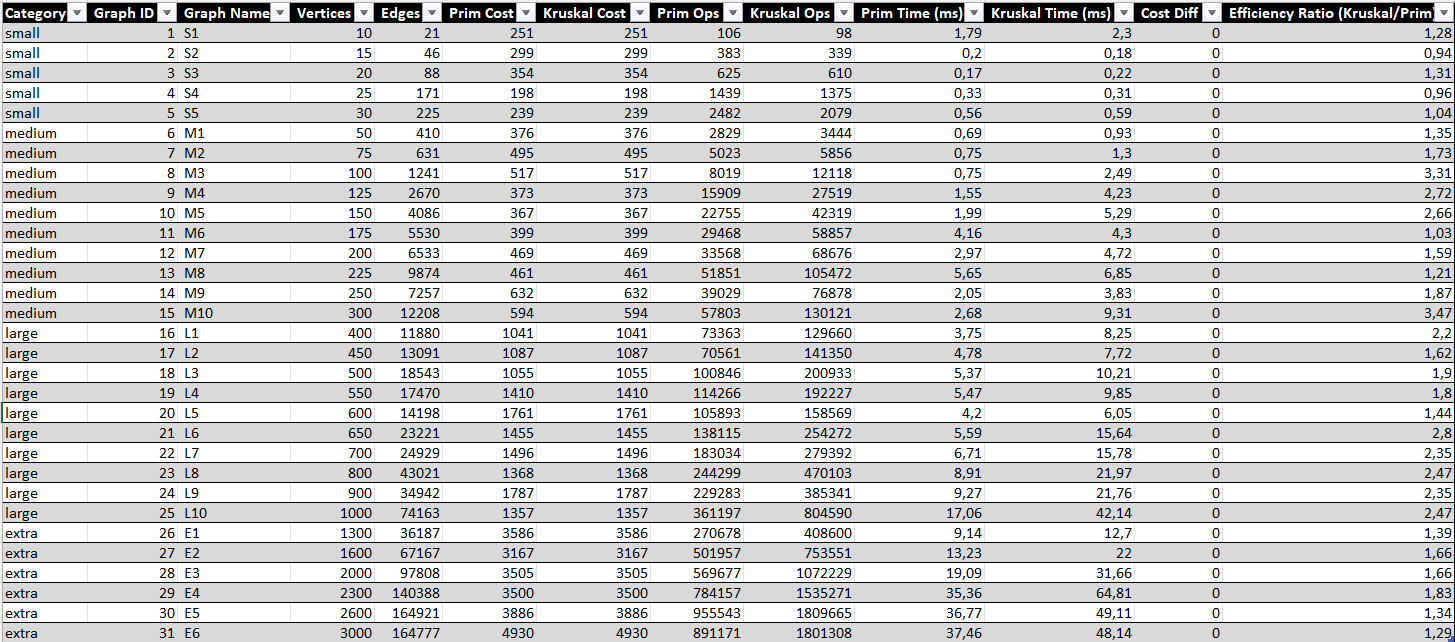 Category Graph ID Graph Name Vertices Edges Prim Cost Kruskal Cost Prim Ops Kruskal Ops Prim Time (ms) Kruskal Time (ms) Cost Diff Efficiency Ratio (Kruskal/Prim)
small 1 S1 10 21 251 251 106 98 1,79 2,3 0 1,28
small 2 S2 15 46 299 299 383 339 0,2 0,18 0 0,94
small 3 S3 20 88 354 354 625 610 0,17 0,22 0 1,31
small 4 S4 25 171 198 198 1439 1375 0,33 0,31 0 0,96
small 5 S5 30 225 239 239 2482 2079 0,56 0,59 0 1,04
medium 6 M1 50 410 376 376 2829 3444 0,69 0,93 0 1,35
medium 7 M2 75 631 495 495 5023 5856 0,75 1,3 0 1,73
medium 8 M3 100 1241 517 517 8019 12118 0,75 2,49 0 3,31
medium 9 M4 125 2670 373 373 15909 27519 1,55 4,23 0 2,72
medium 10 M5 150 4086 367 367 22755 42319 1,99 5,29 0 2,66
medium 11 M6 175 5530 399 399 29468 58857 4,16 4,3 0 1,03
medium 12 M7 200 6533 469 469 33568 68676 2,97 4,72 0 1,59
medium 13 M8 225 9874 461 461 51851 105472 5,65 6,85 0 1,21
medium 14 M9 250 7257 632 632 39029 76878 2,05 3,83 0 1,87
medium 15 M10 300 12208 594 594 57803 130121 2,68 9,31 0 3,47
large 16 L1 400 11880 1041 1041 73363 129660 3,75 8,25 0 2,2
large 17 L2 450 13091 1087 1087 70561 141350 4,78 7,72 0 1,62
large 18 L3 500 18543 1055 1055 100846 200933 5,37 10,21 0 1,9
large 19 L4 550 17470 1410 1410 114266 192227 5,47 9,85 0 1,8
large 20 L5 600 14198 1761 1761 105893 158569 4,2 6,05 0 1,44
large 21 L6 650 23221 1455 1455 138115 254272 5,59 15,64 0 2,8
large 22 L7 700 24929 1496 1496 183034 279392 6,71 15,78 0 2,35
large 23 L8 800 43021 1368 1368 244299 470103 8,91 21,97 0 2,47
large 24 L9 900 34942 1787 1787 229283 385341 9,27 21,76 0 2,35
large 25 L10 1000 74163 1357 1357 361197 804590 17,06 42,14 0 2,47
extra 26 E1 1300 36187 3586 3586 270678 408600 9,14 12,7 0 1,39
extra 27 E2 1600 67167 3167 3167 501957 753551 13,23 22 0 1,66
extra 28 E3 2000 97808 3505 3505 569677 1072229 19,09 31,66 0 1,66
extra 29 E4 2300 140388 3500 3500 784157 1535271 35,36 64,81 0 1,83
extra 30 E5 2600 164921 3886 3886 955543 1809665 36,77 49,11 0 1,34
extra 31 E6 3000 164777 4930 4930 891171 1801308 37,46 48,14 0 1,29